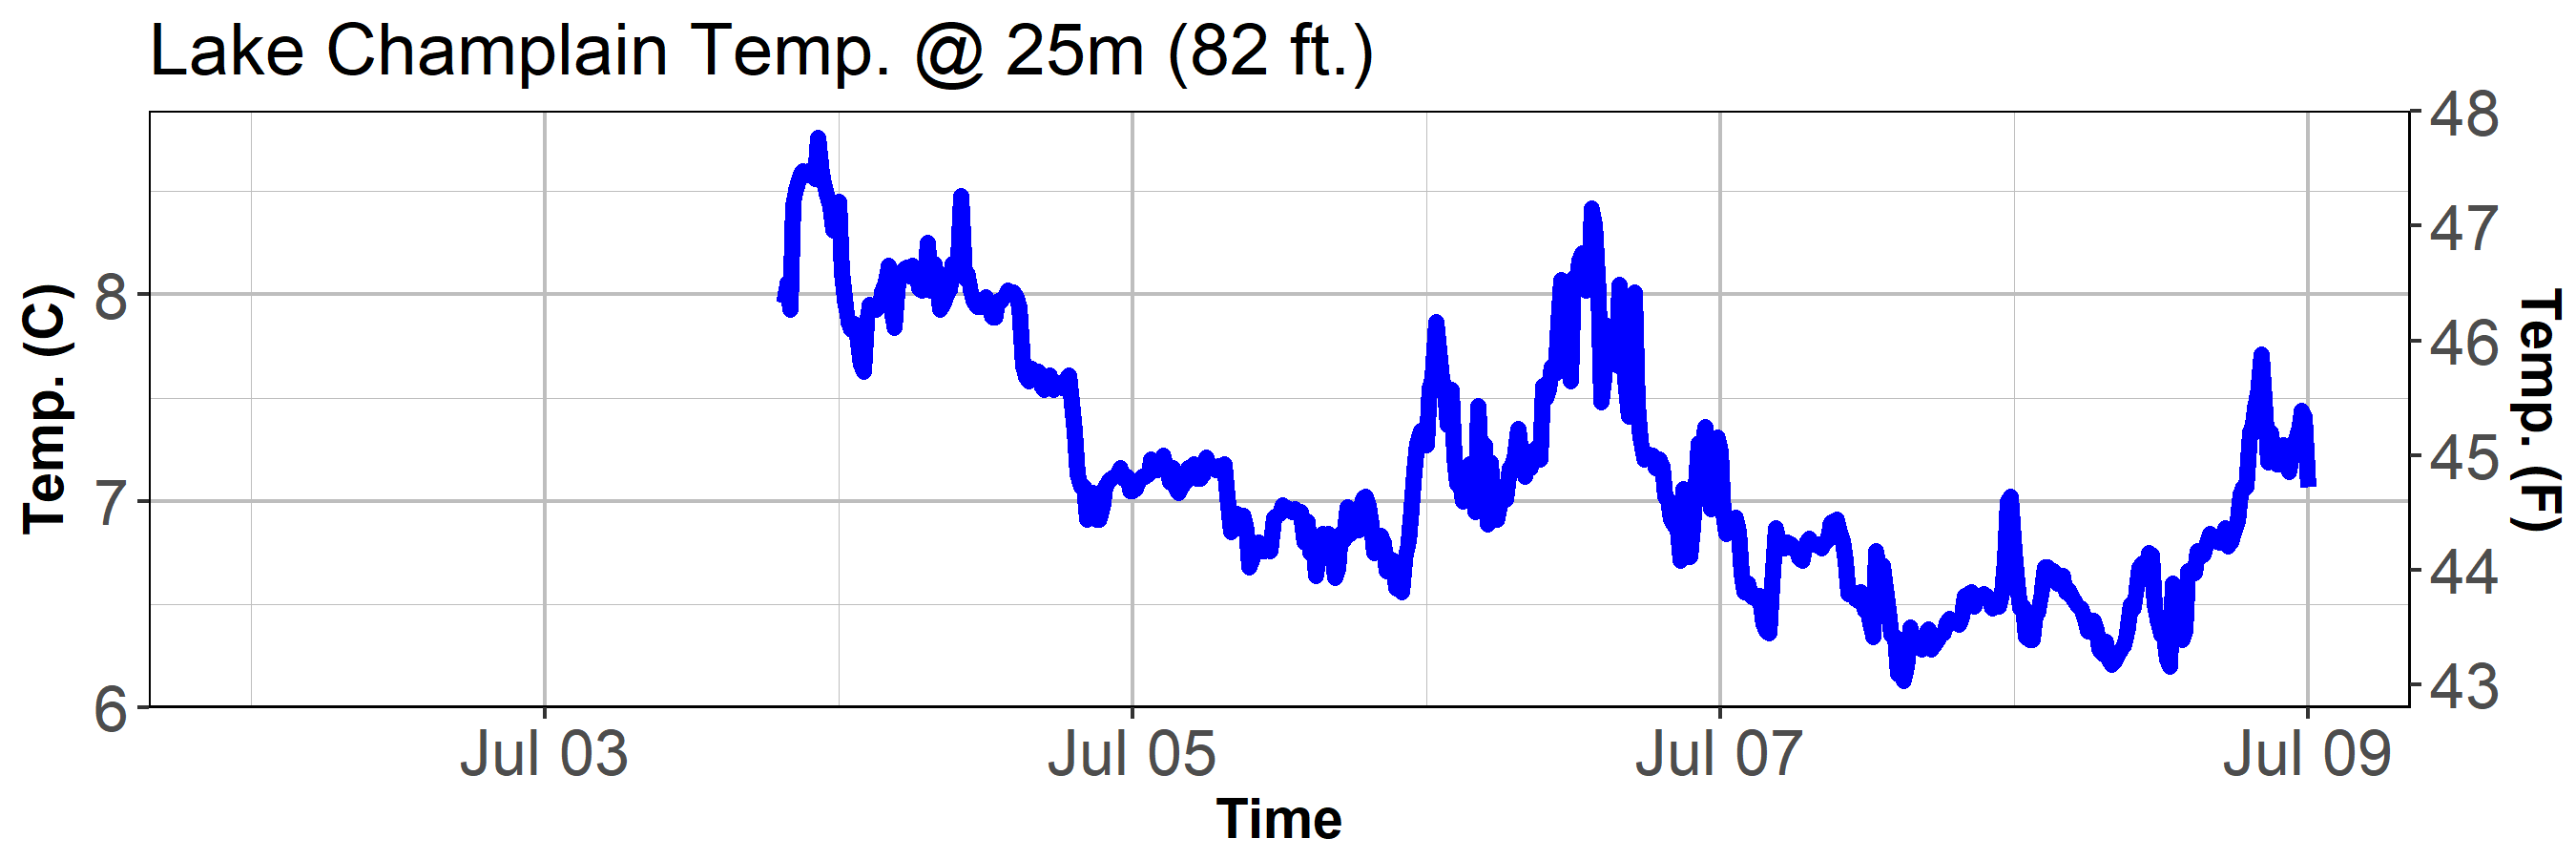 Lake Champlain Temp. @ 25m (82 ft.)
Temp. (C)
8
7
6
48
47
46
45
44
43
Temp. (F)
Jul 03 Jul 05 Jul 07 Jul 09
Time